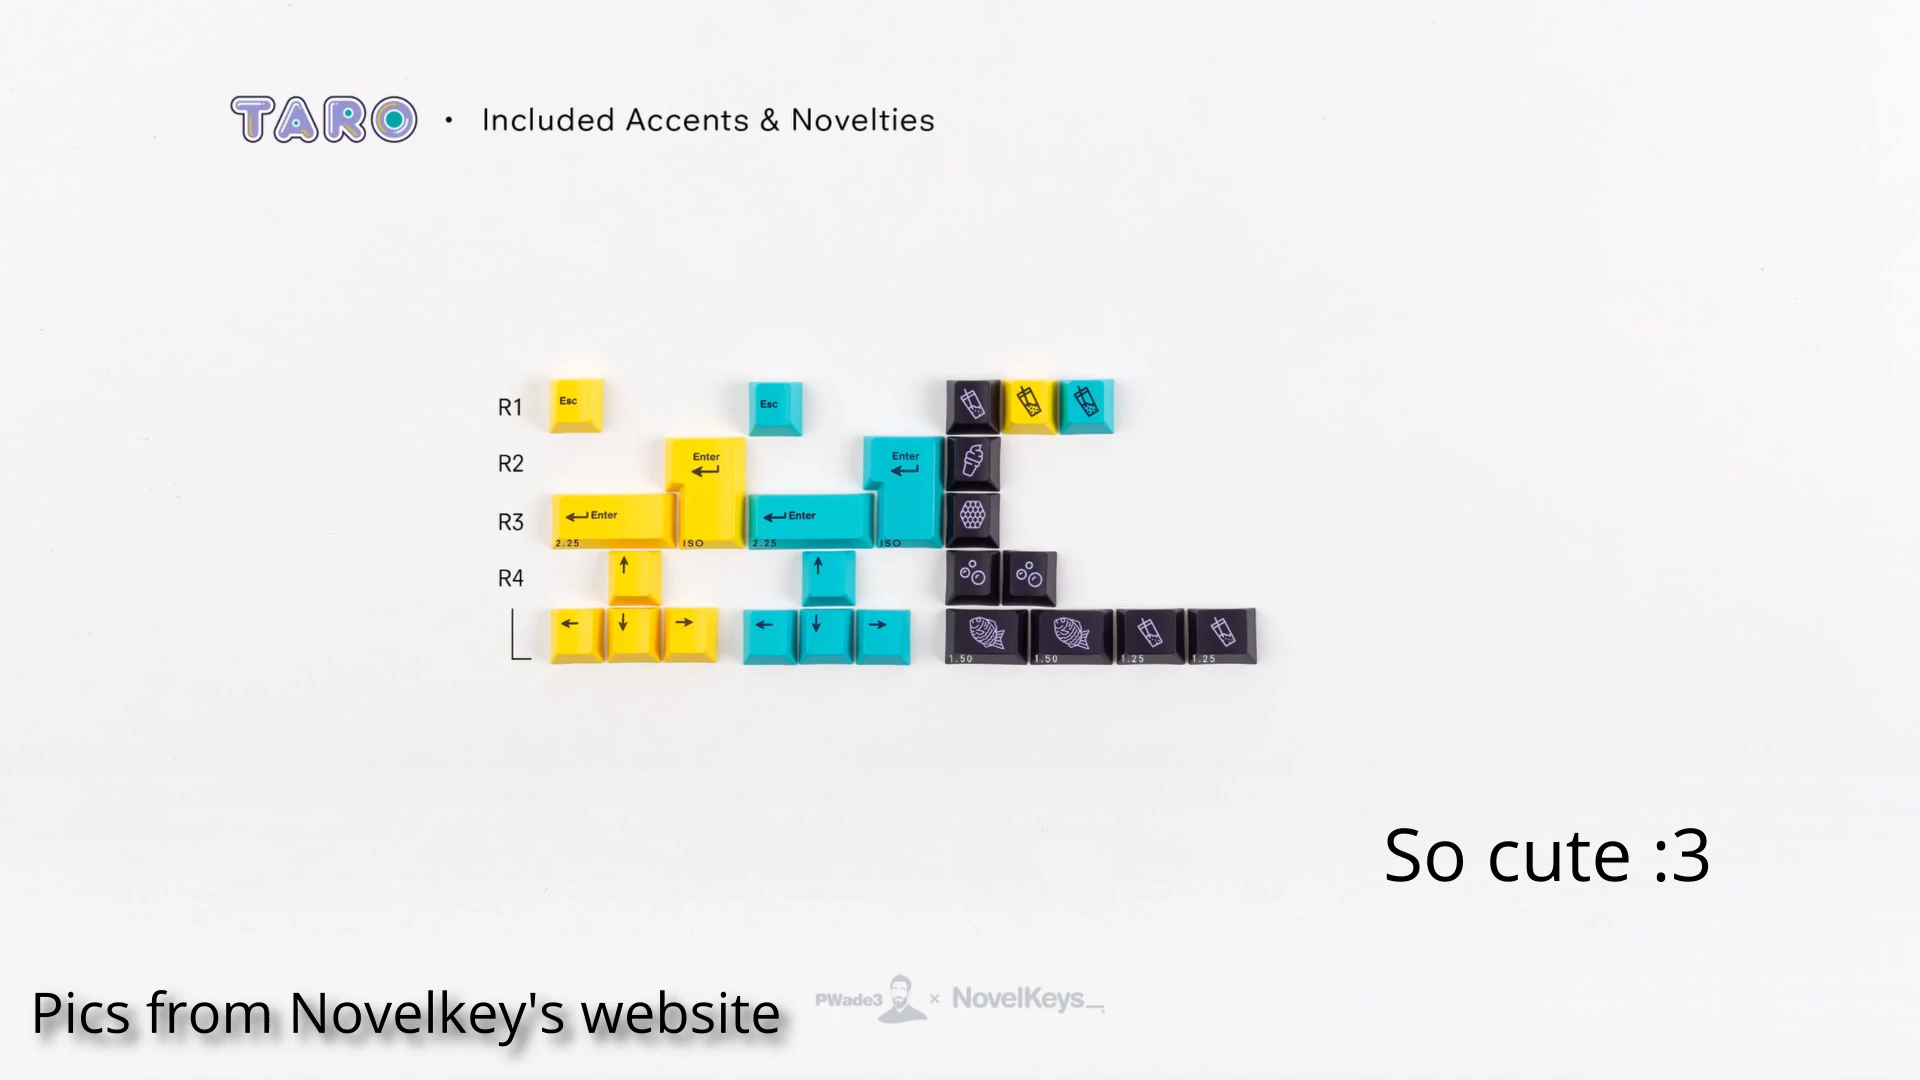 TARO • Included Accents & Novelties
R1 Esc Esc
R2 Enter Enter
R3 Enter Enter
2.25 ISO 2.25 ISO
R4
1.50 1.50 1.25 1.25
So cute :3
Pics from Novelkey's website
PWade3 × NovelKeys_